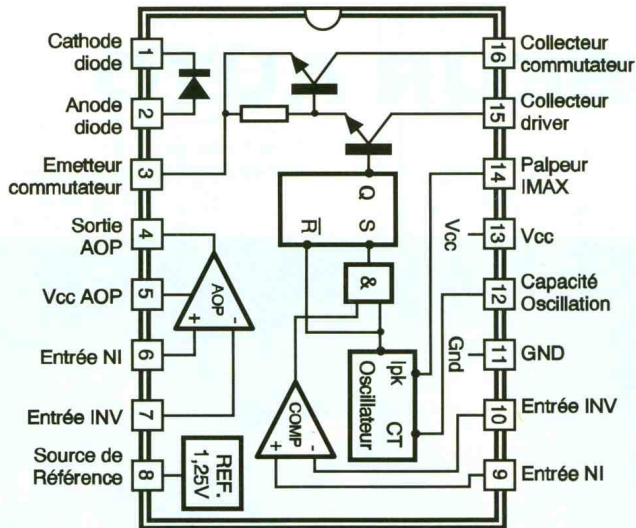 Cathode
diode
1
Anode
diode
2
Emetteur
commutateur
3
Sortie
AOP
4
Vcc AOP
5
Entrée NI
6
Entrée INV
7
Source de
Référence
8
AOP
+
-
REF.
1,25V
Q
R̅
S
&
Ipk
Oscillateur
CT
COMP
+
-
Vcc
Gnd
16
Collecteur
commutateur
15
Collecteur
driver
14
Palpeur
IMAX
13
Vcc
12
Capacité
Oscillation
11
GND
10
Entrée INV
9
Entrée NI